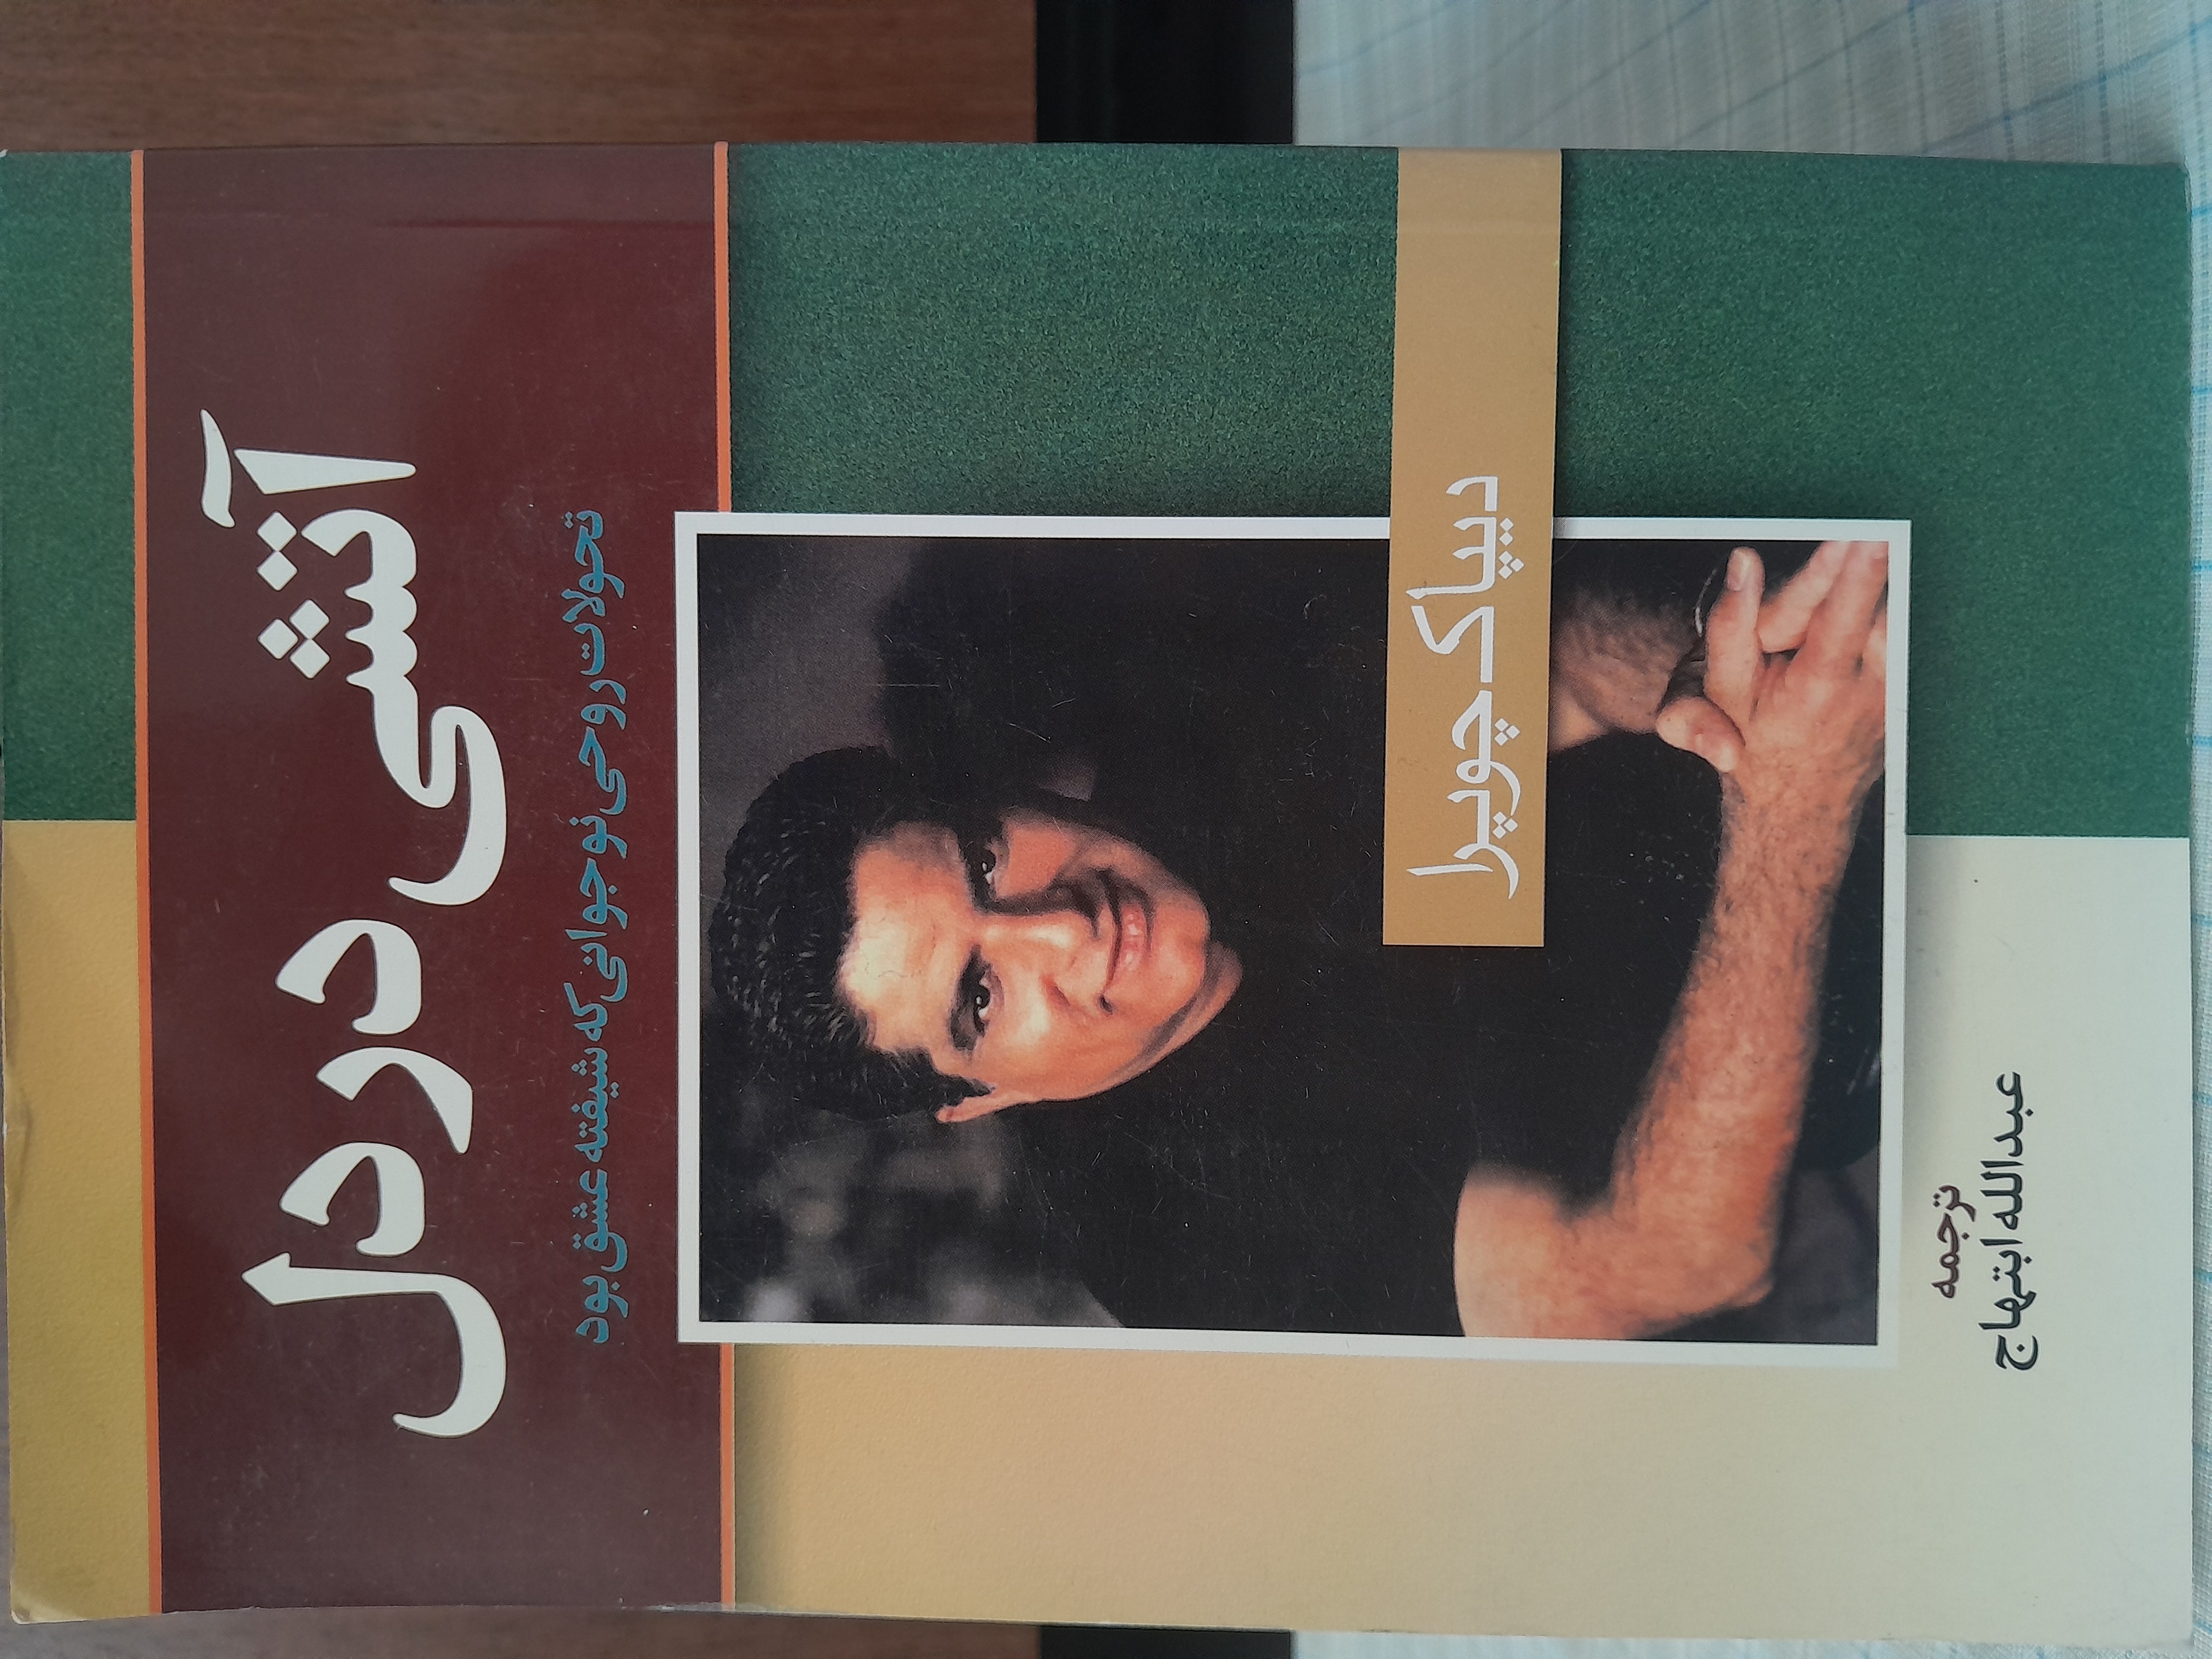 آتشی در دل
تحولات روحی نوجوانی که شیفته عشق بود
دیپاک چوپرا
ترجمه
عبدالله ابتهاج